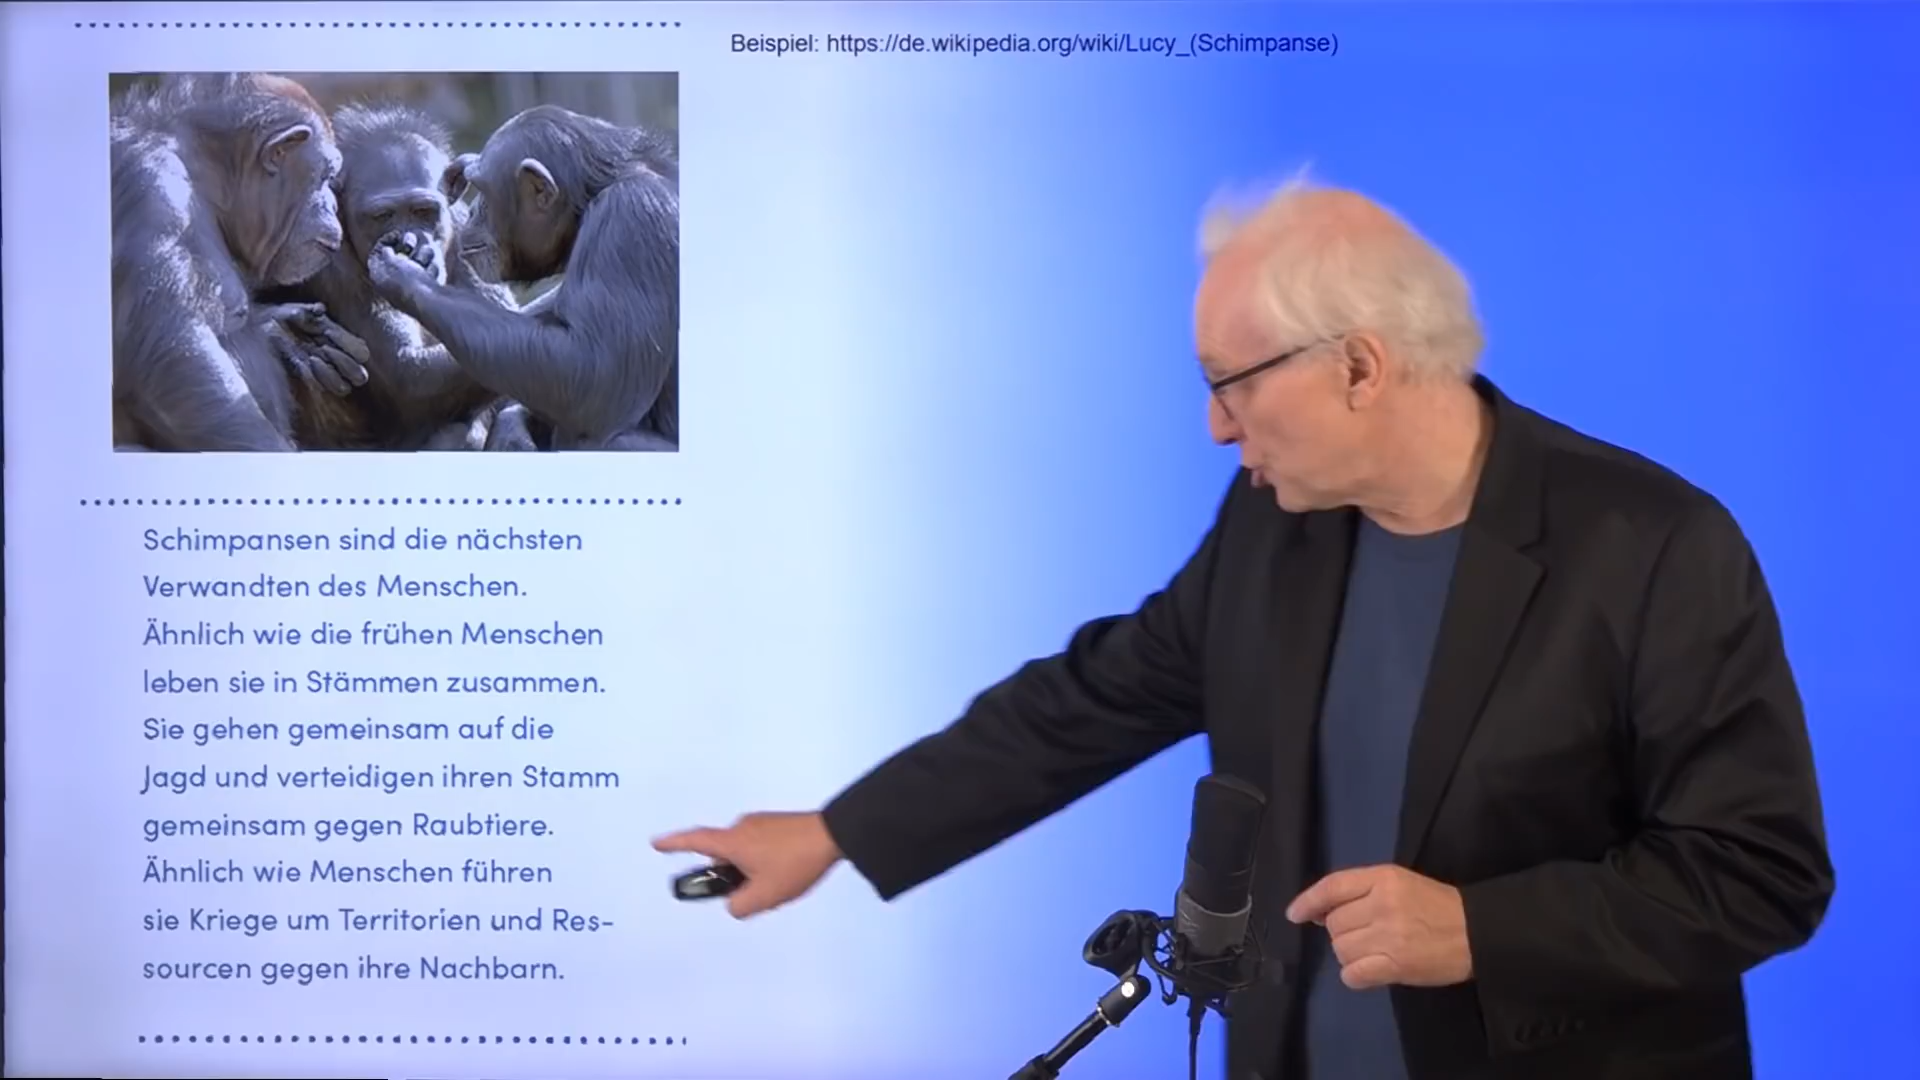 Beispiel: https://de.wikipedia.org/wiki/Lucy_(Schimpanse)
Schimpansen sind die nächsten
Verwandten des Menschen.
Ähnlich wie die frühen Menschen
leben sie in Stämmen zusammen.
Sie gehen gemeinsam auf die
Jagd und verteidigen ihren Stamm
gemeinsam gegen Raubtiere.
Ähnlich wie Menschen führen
sie Kriege um Territorien und Res-
sourcen gegen ihre Nachbarn.